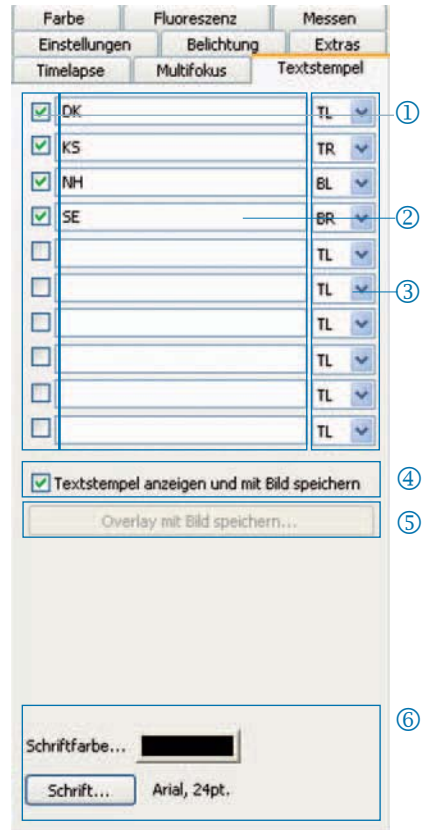 Farbe Fluoreszenz Messen
Einstellungen Belichtung Extras
Timelapse Multifokus Textstempel
DK TL ①
KS TR
NH BL
SE BR ②
TL
TL ③
TL
TL
TL
TL
Textstempel anzeigen und mit Bild speichern ④
Overlay mit Bild speichern... ⑤
⑥
Schriftfarbe...
Schrift... Arial, 24pt.